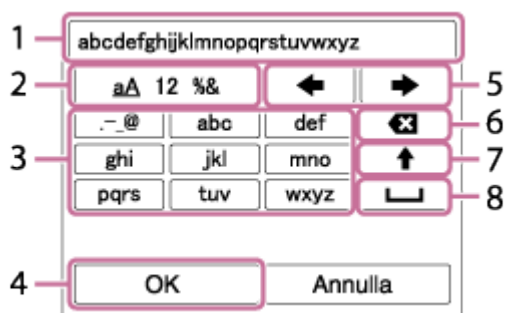 1 abcdefghijklmnopqrstuvwxyz
2 aA 12 %& 5
.-_@ abc def 6
3 ghi jkl mno 7
pqrs tuv wxyz 8
4 OK Annulla